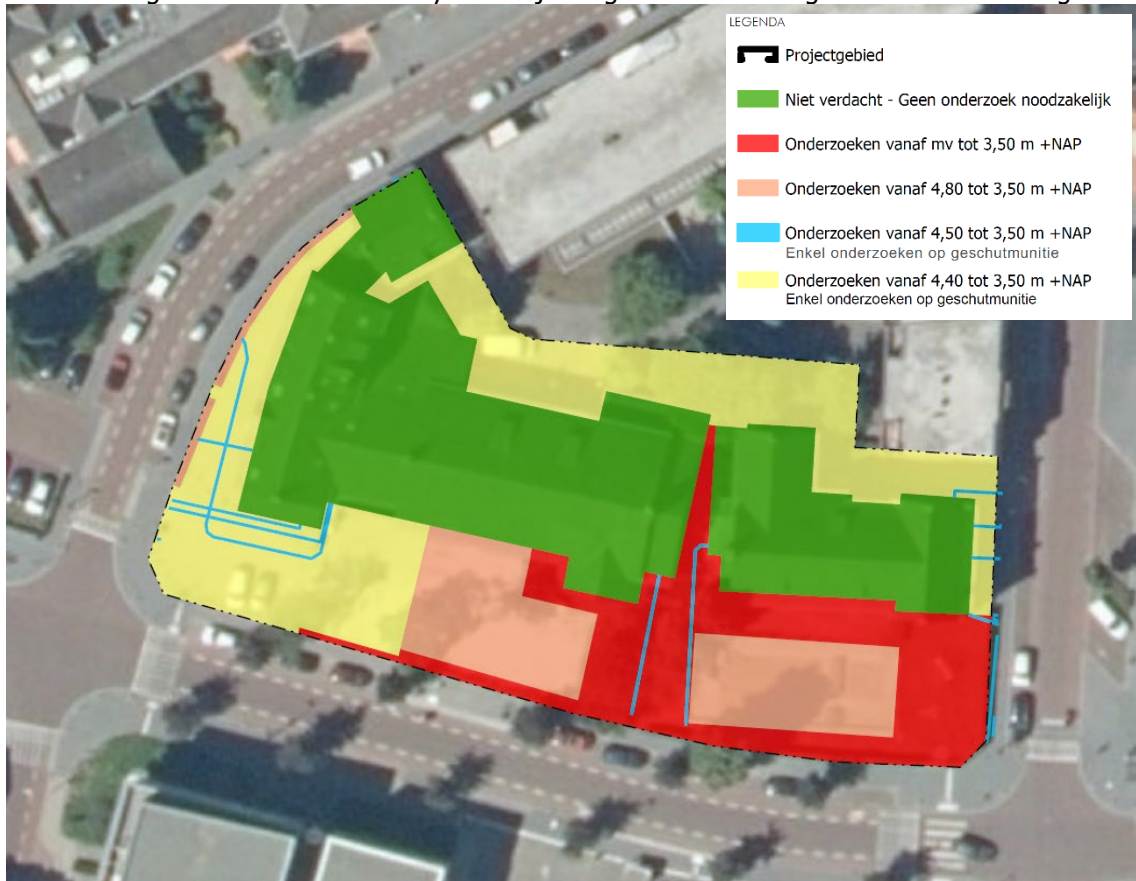 LEGENDA
Projectgebied
Niet verdacht - Geen onderzoek noodzakelijk
Onderzoeken vanaf mv tot 3,50 m +NAP
Onderzoeken vanaf 4,80 tot 3,50 m +NAP
Onderzoeken vanaf 4,50 tot 3,50 m +NAP
Enkel onderzoeken op geschutmunitie
Onderzoeken vanaf 4,40 tot 3,50 m +NAP
Enkel onderzoeken op geschutmunitie